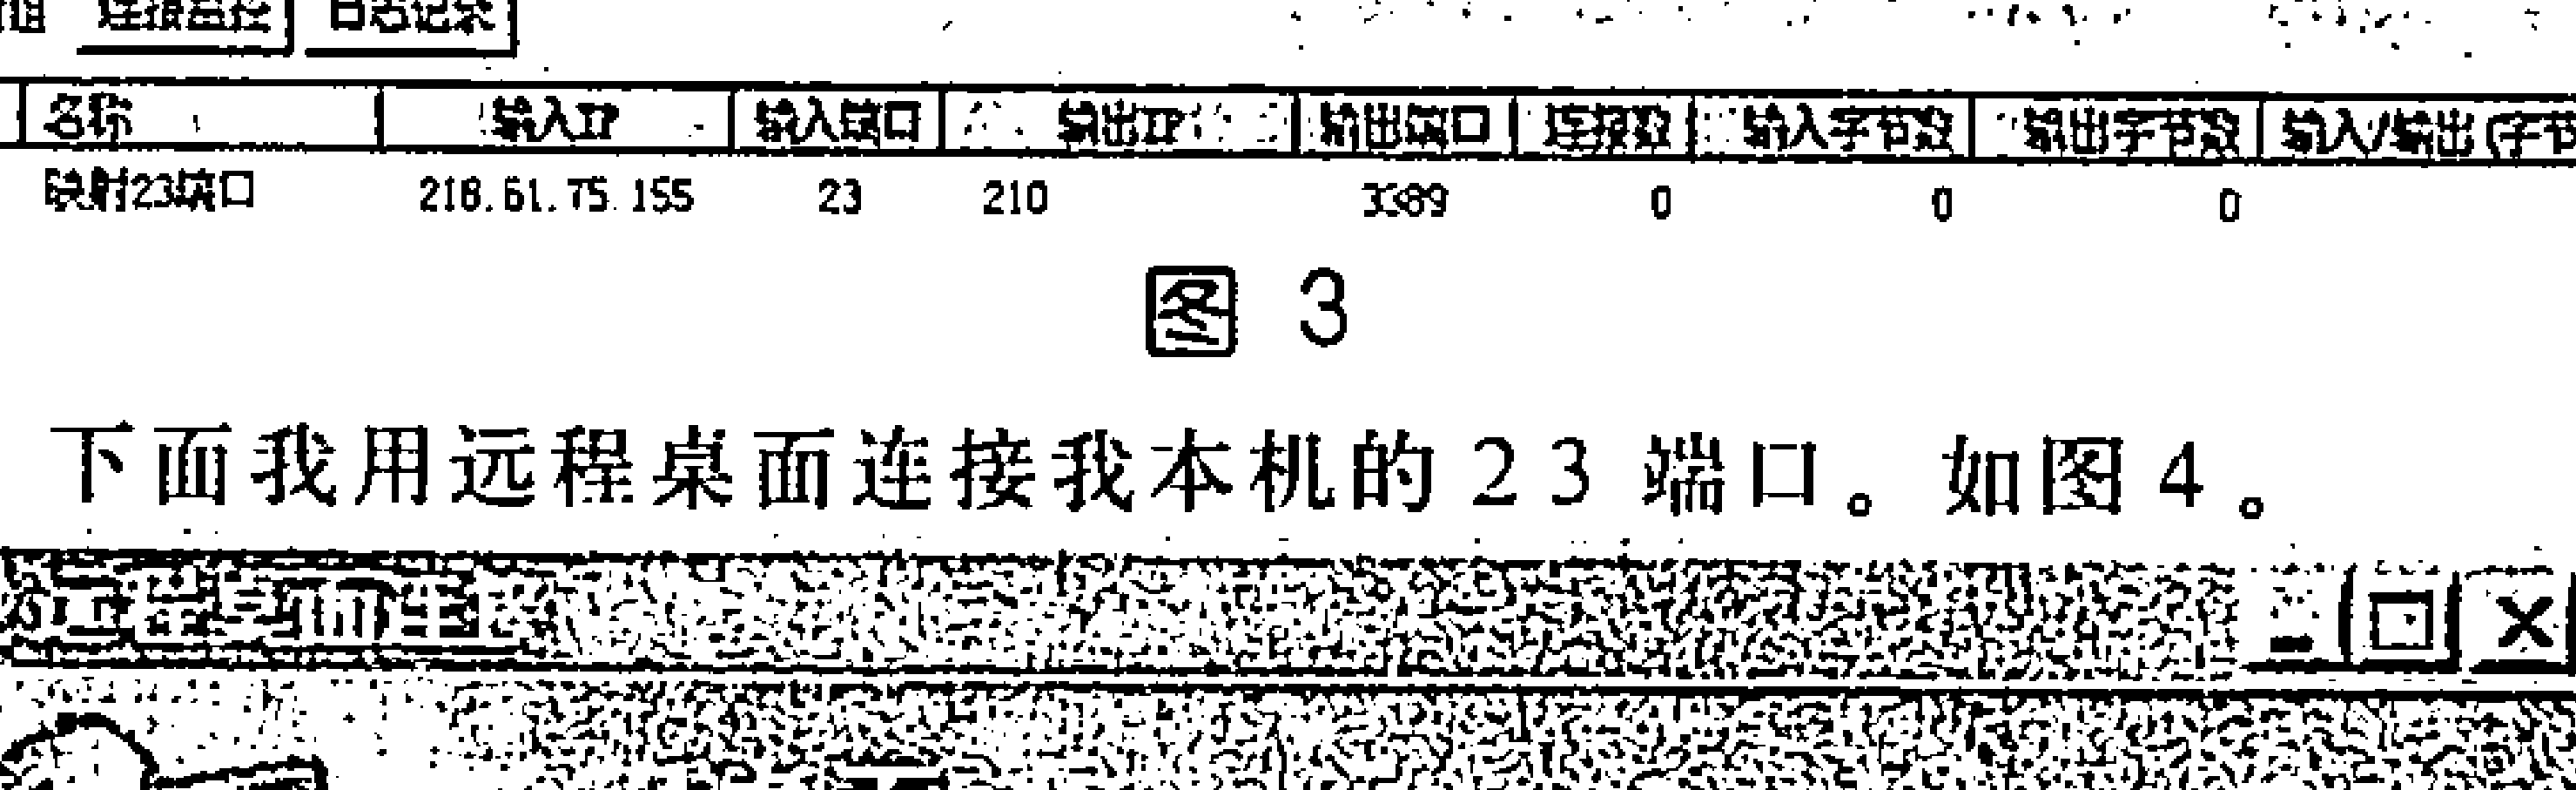 连接监控 日志记录
名称 输入IP 输入端口 输出IP 输出端口 连接数 输入字节数 输出字节数 输入/输出(字节
映射23端口 218.61.75.155 23 210 3389 0 0 0
图 3
下面我用远程桌面连接我本机的 23 端口。如图 4。